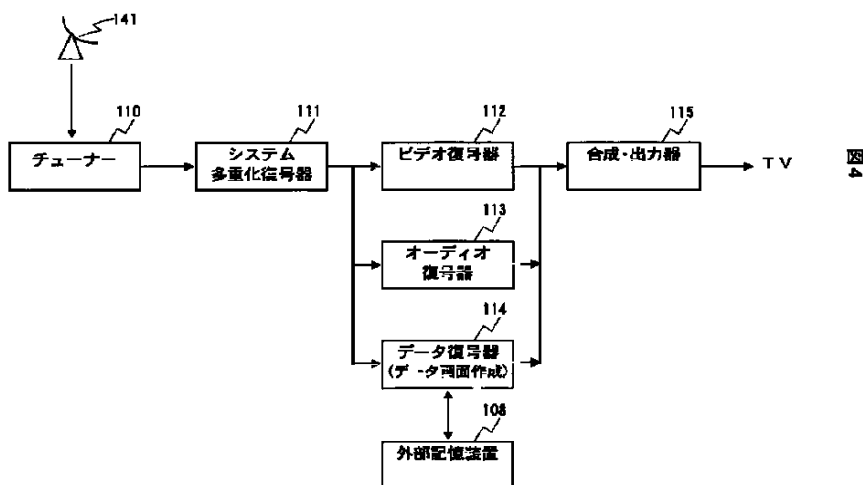 141
110
チューナー
111
システム
多重化復号器
112
ビデオ復号器
115
合成・出力器
TV
図4
113
オーディオ
復号器
114
データ復号器
(データ画面作成)
108
外部記憶装置